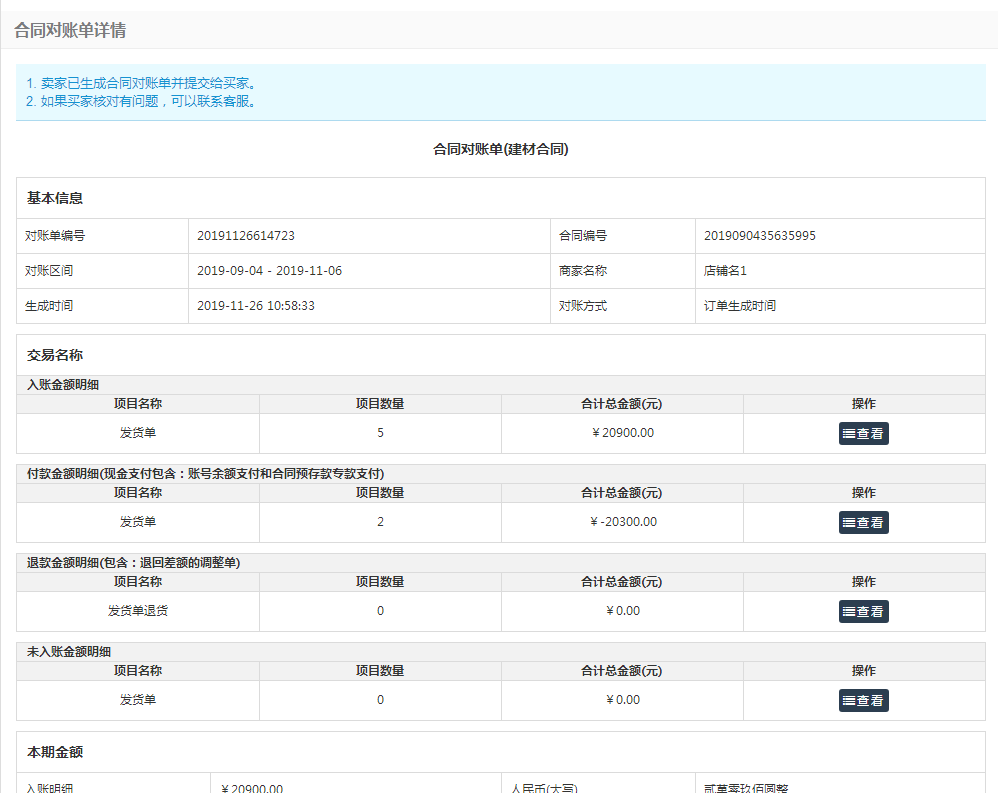 合同对账单详情
1. 卖家已生成合同对账单并提交给买家。
2. 如果买家核对有问题，可以联系客服。
合同对账单(建材合同)
基本信息
对账单编号 20191126614723 合同编号 2019090435635995
对账区间 2019-09-04 - 2019-11-06 商家名称 店铺名1
生成时间 2019-11-26 10:58:33 对账方式 订单生成时间
交易名称
入账金额明细
项目名称 项目数量 合计总金额(元) 操作
发货单 5 ￥20900.00 查看
付款金额明细(现金支付包含：账号余额支付和合同预存款专款支付)
项目名称 项目数量 合计总金额(元) 操作
发货单 2 ￥-20300.00 查看
退款金额明细(包含：退回差额的调整单)
项目名称 项目数量 合计总金额(元) 操作
发货单退货 0 ￥0.00 查看
未入账金额明细
项目名称 项目数量 合计总金额(元) 操作
发货单 0 ￥0.00 查看
本期金额
入账明细 ￥20900.00 人民币(大写) 贰萬零玖佰圆整